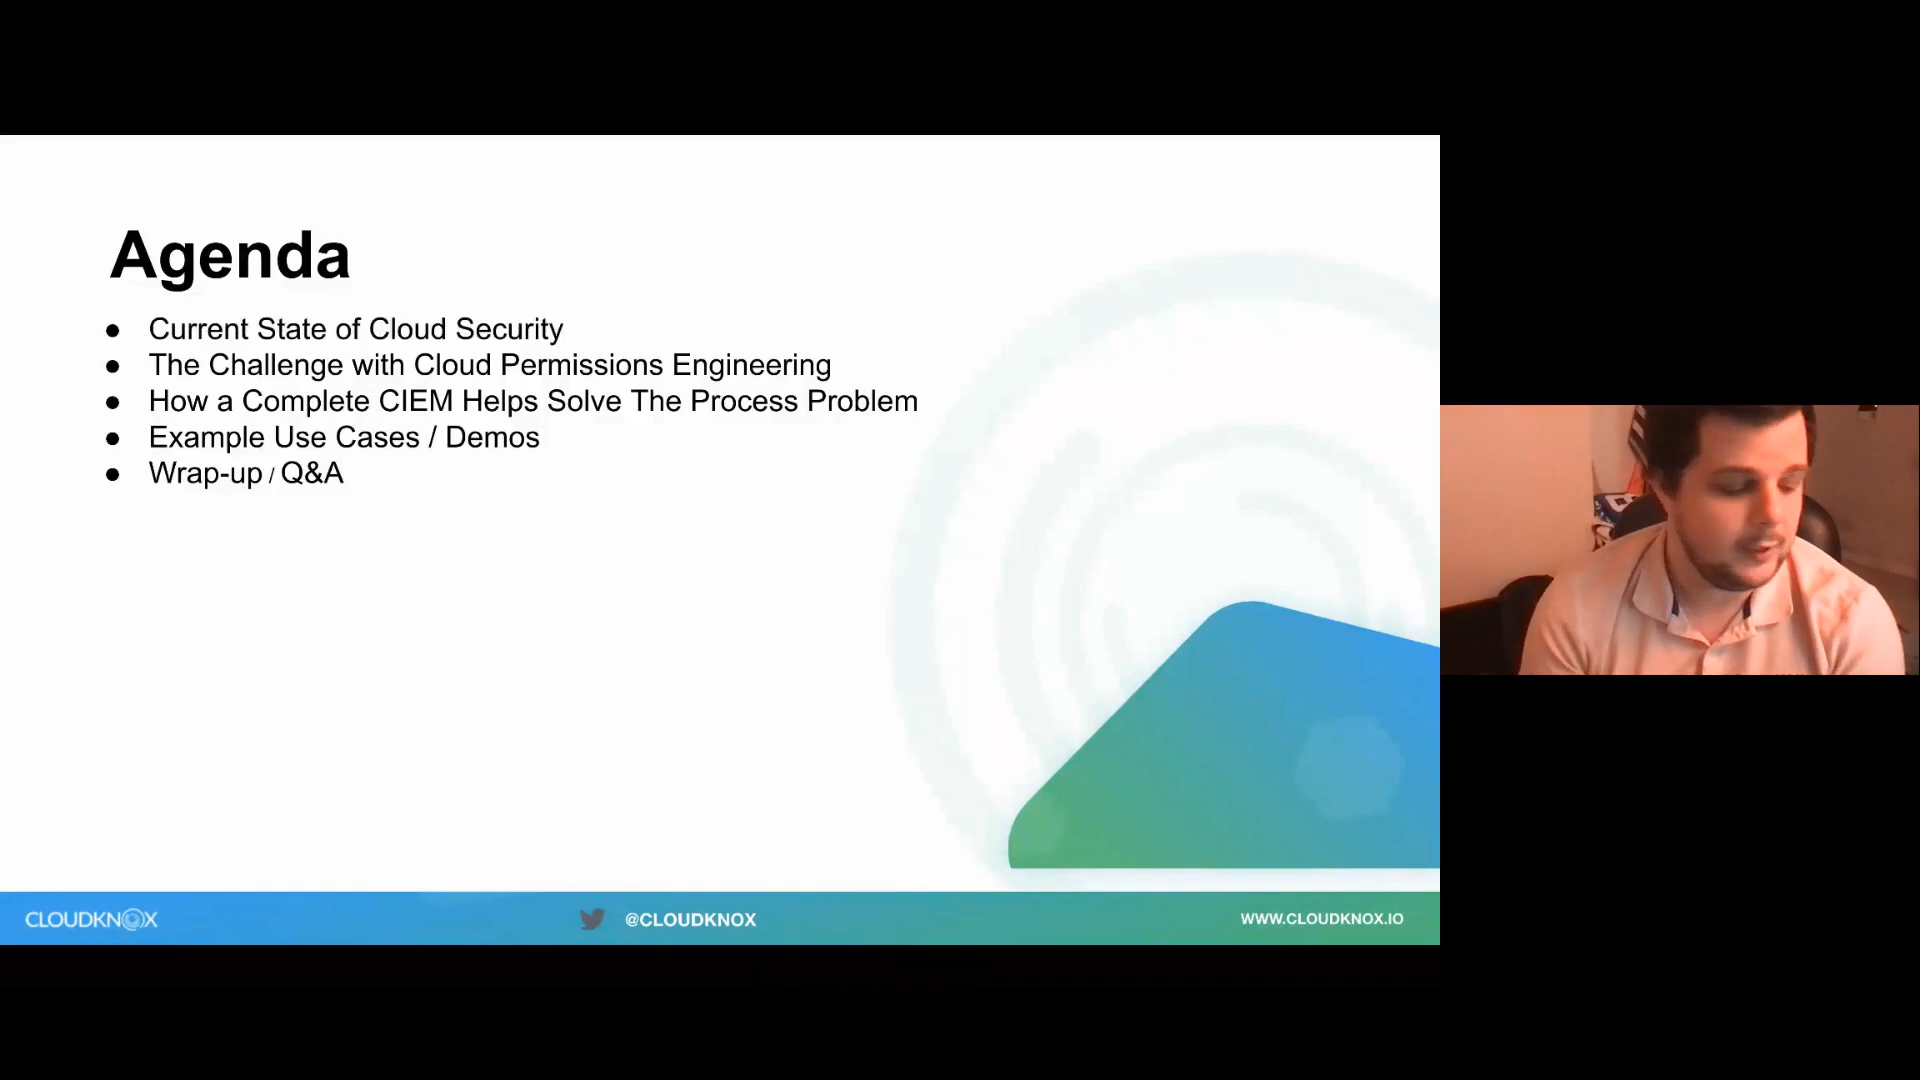 Agenda
● Current State of Cloud Security
● The Challenge with Cloud Permissions Engineering
● How a Complete CIEM Helps Solve The Process Problem
● Example Use Cases / Demos
● Wrap-up / Q&A
CLOUDKNOX
@CLOUDKNOX
WWW.CLOUDKNOX.IO